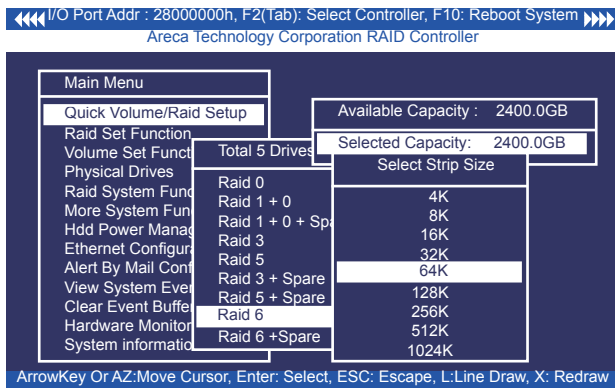 I/O Port Addr : 28000000h, F2(Tab): Select Controller, F10: Reboot System
Areca Technology Corporation RAID Controller
Main Menu
Quick Volume/Raid Setup
Raid Set Function
Volume Set Funct
Physical Drives
Raid System Func
More System Fun
Hdd Power Manag
Ethernet Configura
Alert By Mail Conf
View System Even
Clear Event Buffer
Hardware Monitor
System informatio
Total 5 Drives
Raid 0
Raid 1 + 0
Raid 1 + 0 + Spa
Raid 3
Raid 5
Raid 3 + Spare
Raid 5 + Spare
Raid 6
Raid 6 +Spare
Available Capacity : 2400.0GB
Selected Capacity: 2400.0GB
Select Strip Size
4K
8K
16K
32K
64K
128K
256K
512K
1024K
ArrowKey Or AZ:Move Cursor, Enter: Select, ESC: Escape, L:Line Draw, X: Redraw